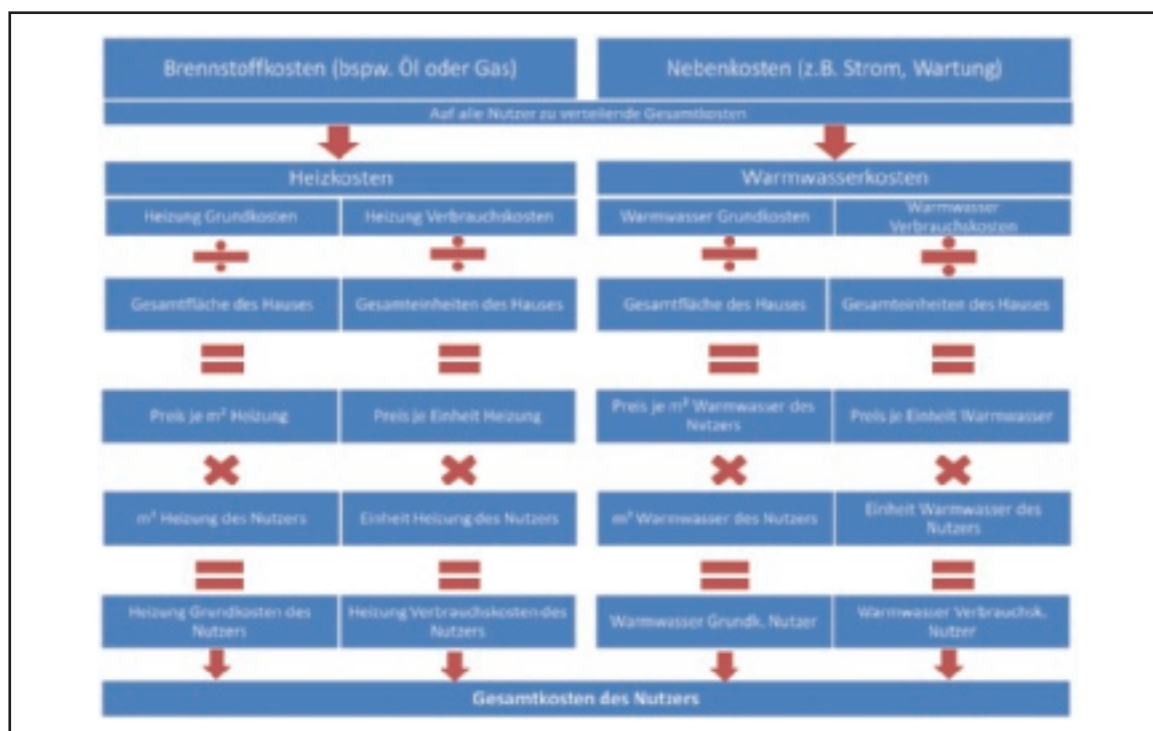 Brennstoffkosten (bspw. Öl oder Gas)
Nebenkosten (z.B. Strom, Wartung)
Auf alle Nutzer zu verteilende Gesamtkosten
Heizkosten
Warmwasserkosten
Heizung Grundkosten
Heizung Verbrauchskosten
Warmwasser Grundkosten
Warmwasser
Verbrauchskosten
Gesamtfläche des Hauses
Gesamteinheiten des Hauses
Gesamtfläche des Hauses
Gesamteinheiten des Hauses
Preis je m² Heizung
Preis je Einheit Heizung
Preis je m² Warmwasser des
Nutzers
Preis je Einheit Warmwasser
m² Heizung des Nutzers
Einheit Heizung des Nutzers
m² Warmwasser des Nutzers
Einheit Warmwasser des
Nutzers
Heizung Grundkosten des
Nutzers
Heizung Verbrauchskosten des
Nutzers
Warmwasser Grundk. Nutzer
Warmwasser Verbrauchsk.
Nutzer
Gesamtkosten des Nutzers